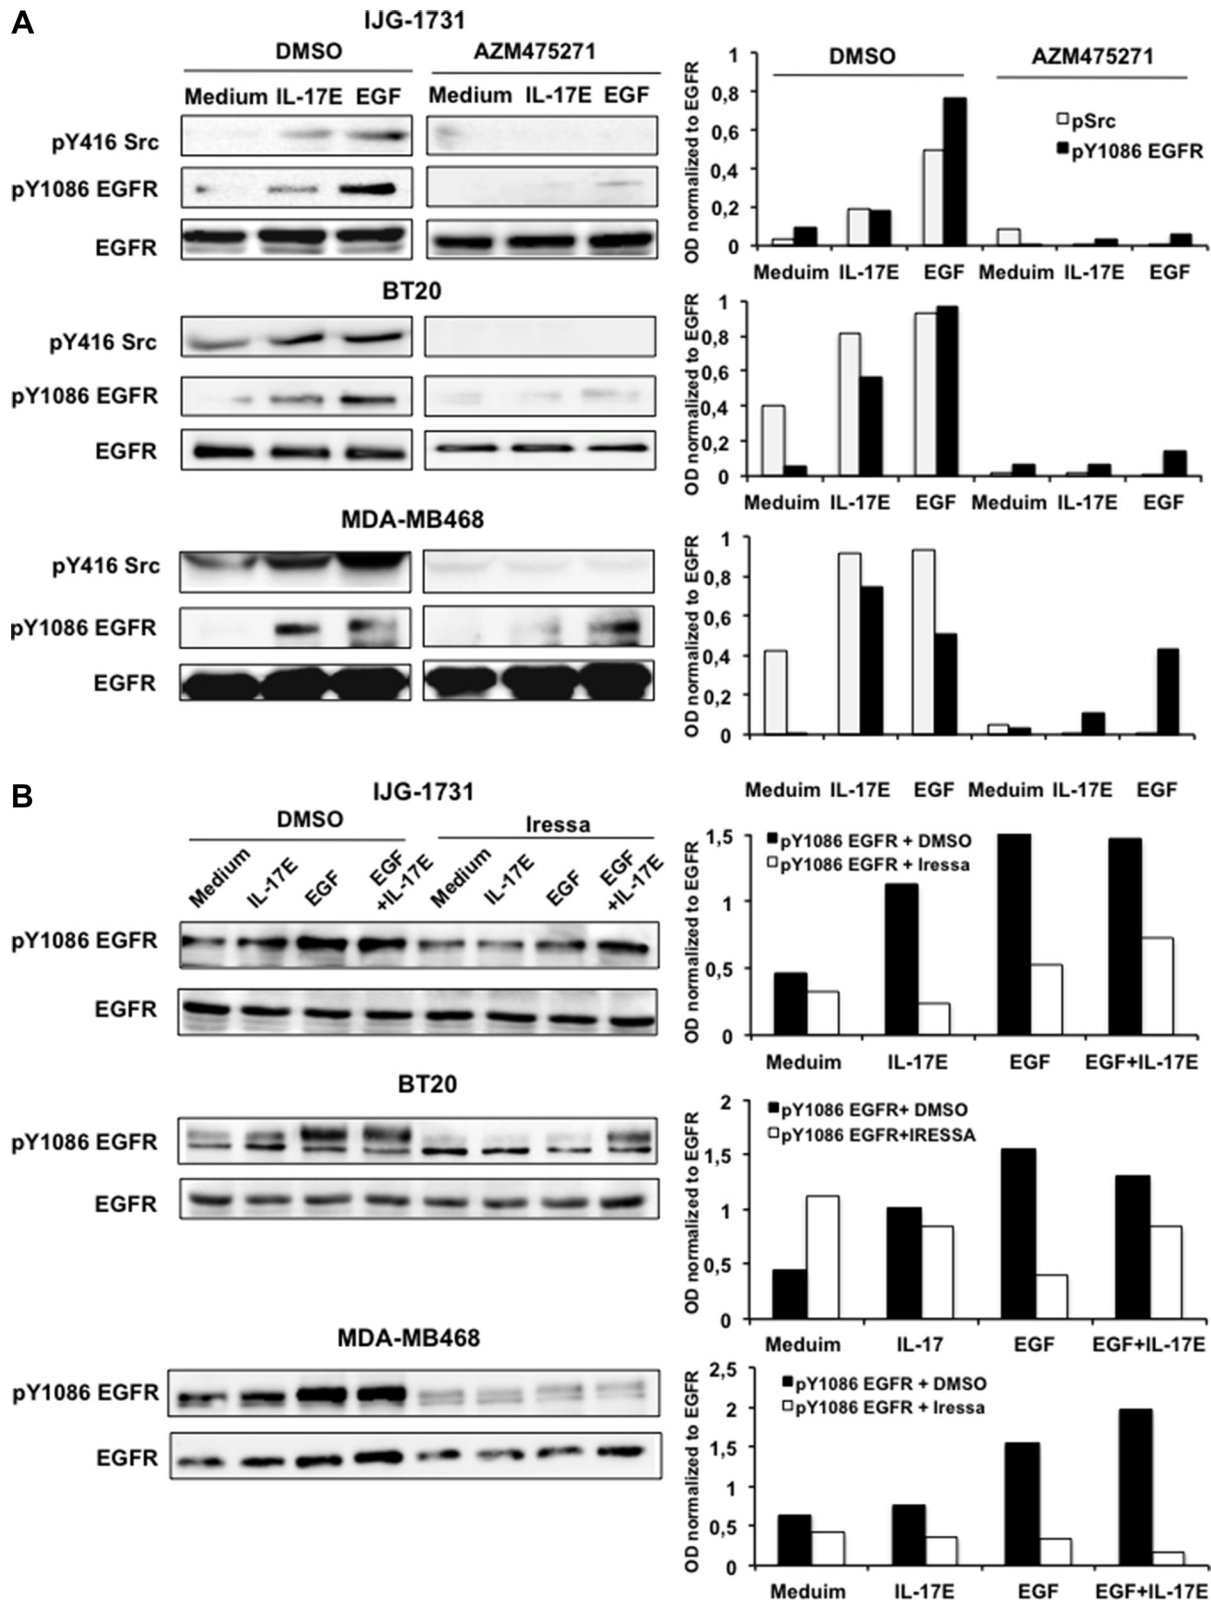 A
IJG-1731
DMSO AZM475271
Medium IL-17E EGF Medium IL-17E EGF
pY416 Src
pY1086 EGFR
EGFR
OD normalized to EGFR
1
0,8
0,6
0,4
0,2
0
DMSO AZM475271
pSrc
pY1086 EGFR
Meduim IL-17E EGF Meduim IL-17E EGF
BT20
pY416 Src
pY1086 EGFR
EGFR
OD normalized to EGFR
1
0,8
0,6
0,4
0,2
0
Meduim IL-17E EGF Meduim IL-17E EGF
MDA-MB468
pY416 Src
pY1086 EGFR
EGFR
OD normalized to EGFR
1
0,8
0,6
0,4
0,2
0
Meduim IL-17E EGF Meduim IL-17E EGF
B
IJG-1731
DMSO Iressa
Medium IL-17E EGF EGF +IL-17E Medium IL-17E EGF EGF +IL-17E
pY1086 EGFR
EGFR
OD normalized to EGFR
1,5
1
0,5
0
pY1086 EGFR + DMSO
pY1086 EGFR + Iressa
Meduim IL-17E EGF EGF+IL-17E
BT20
pY1086 EGFR
EGFR
OD normalized to EGFR
2
1,5
1
0,5
0
pY1086 EGFR+ DMSO
pY1086 EGFR+IRESSA
Meduim IL-17 EGF EGF+IL-17E
MDA-MB468
pY1086 EGFR
EGFR
OD normalized to EGFR
2,5
2
1,5
1
0,5
0
pY1086 EGFR + DMSO
pY1086 EGFR + Iressa
Meduim IL-17E EGF EGF+IL-17E